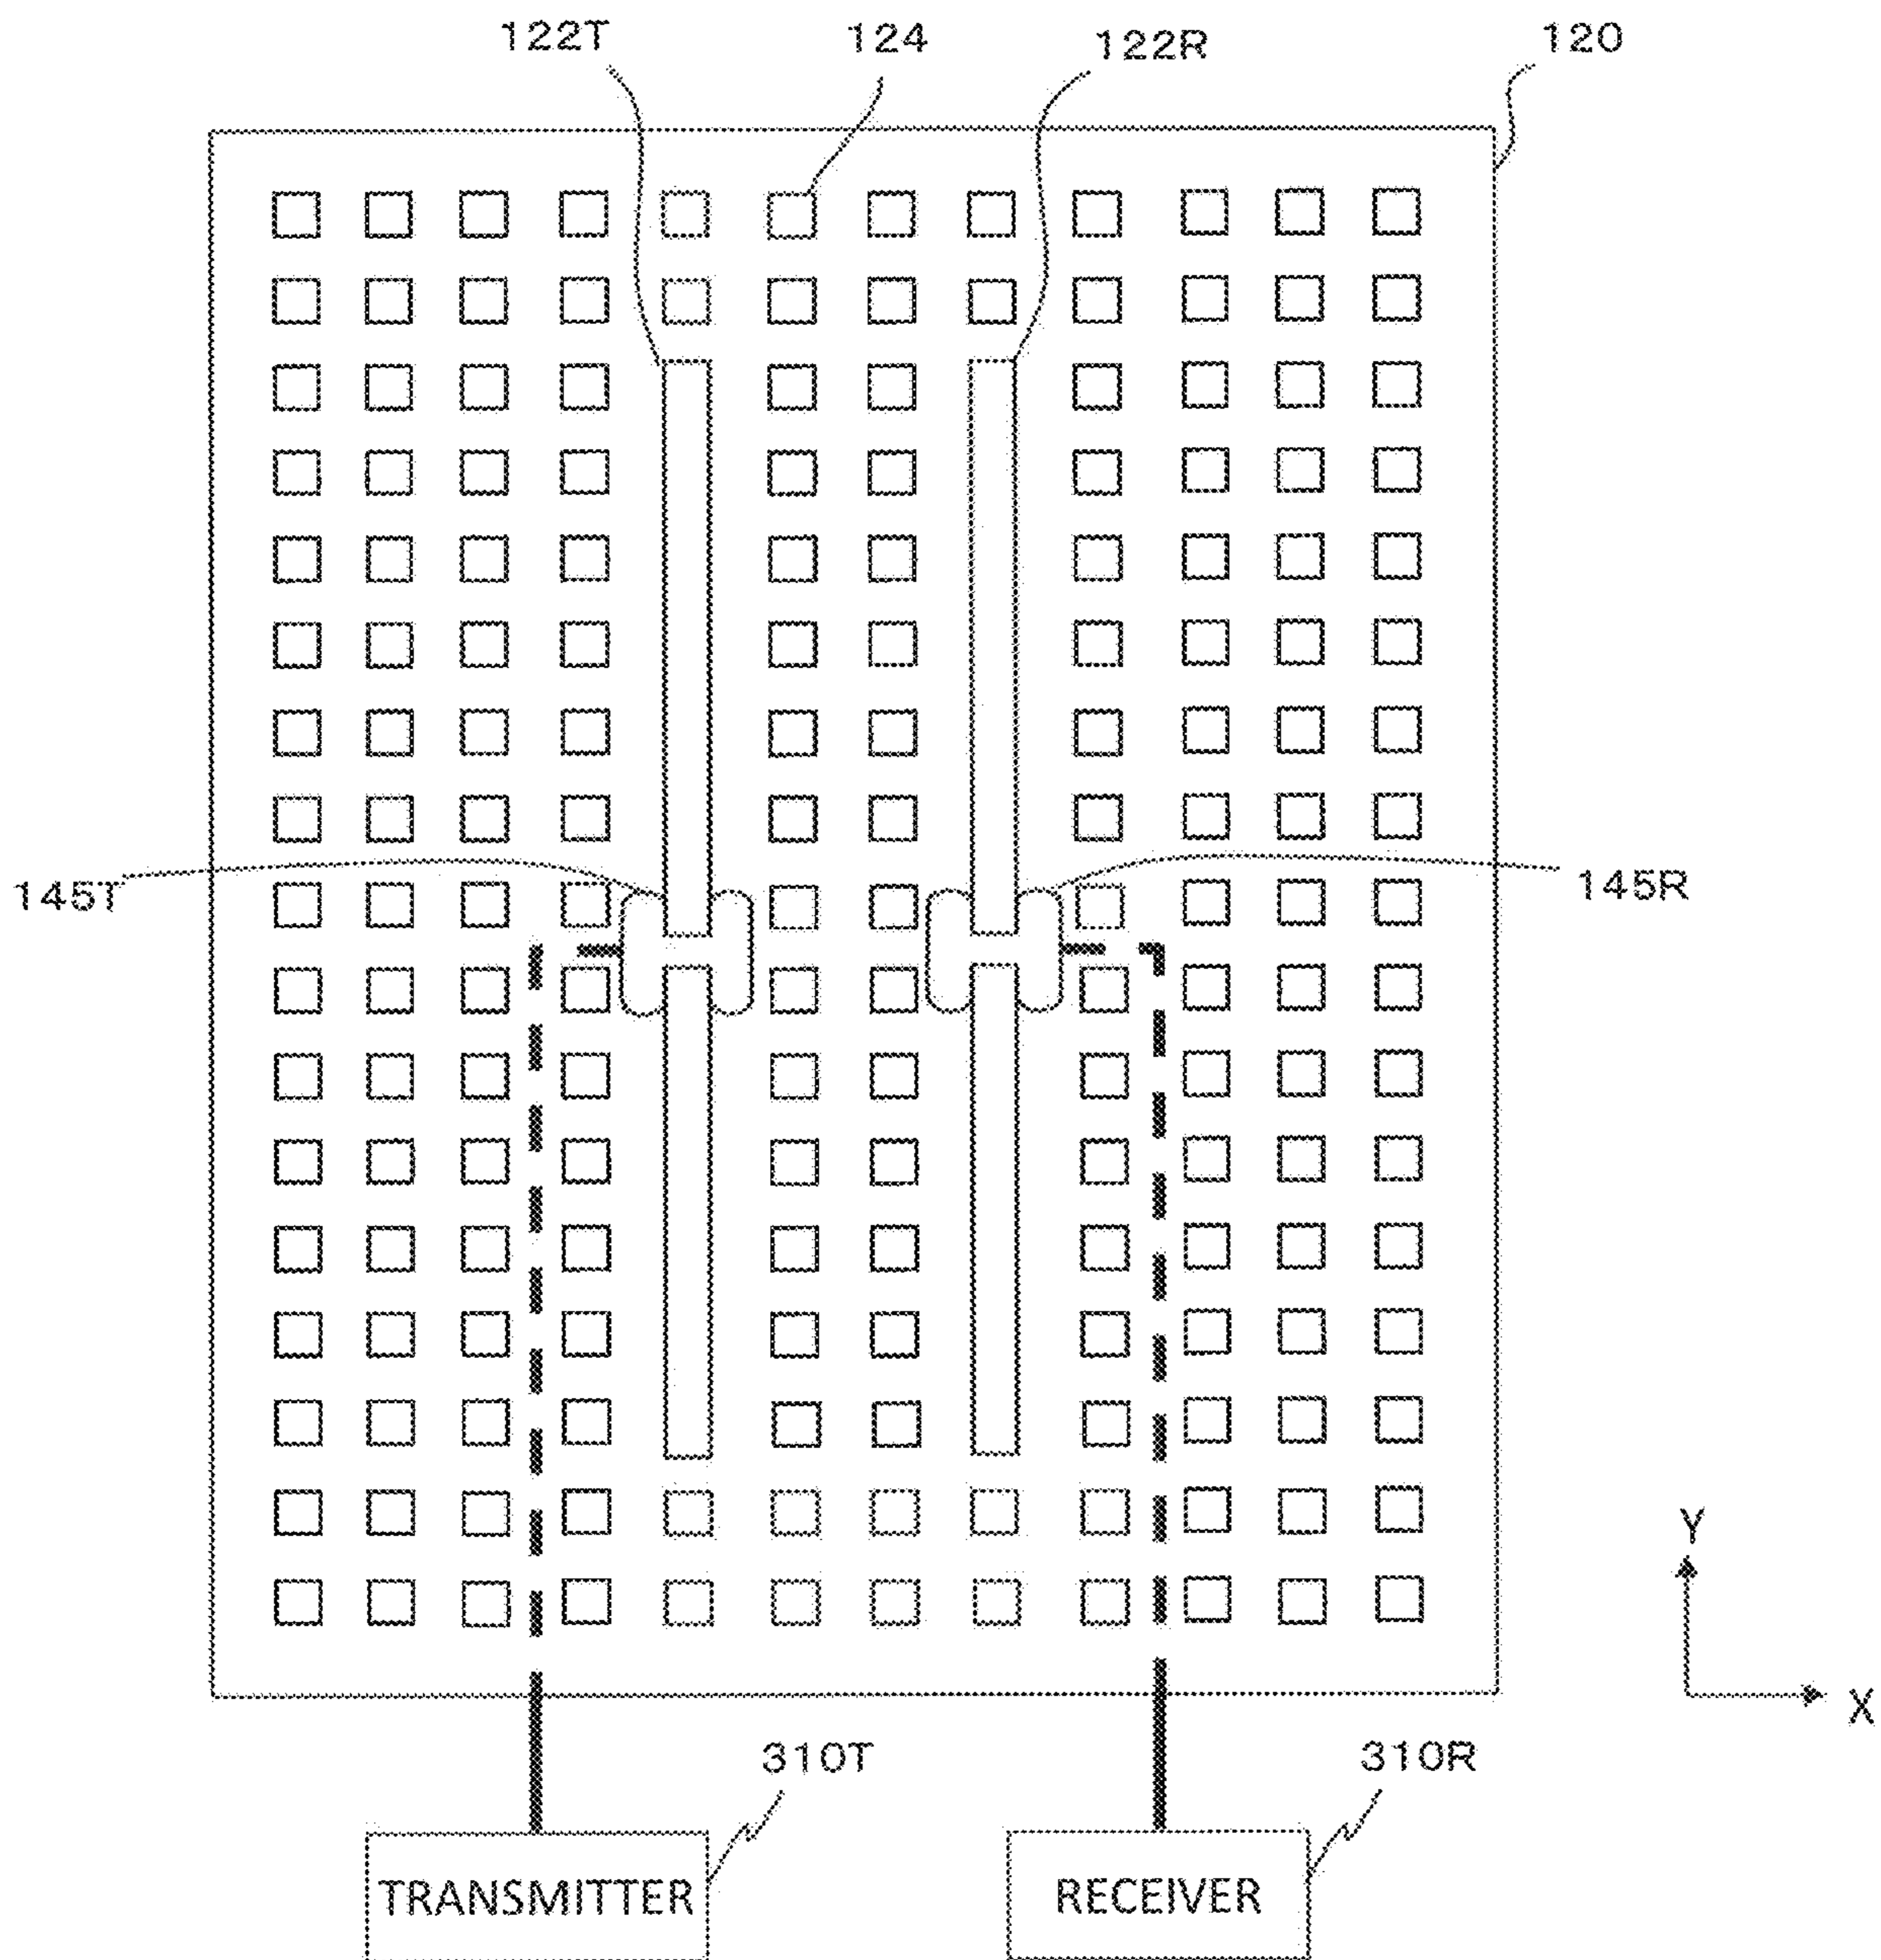 122T 124 122R 120
145T 145R
Y
X
310T 310R
TRANSMITTER RECEIVER